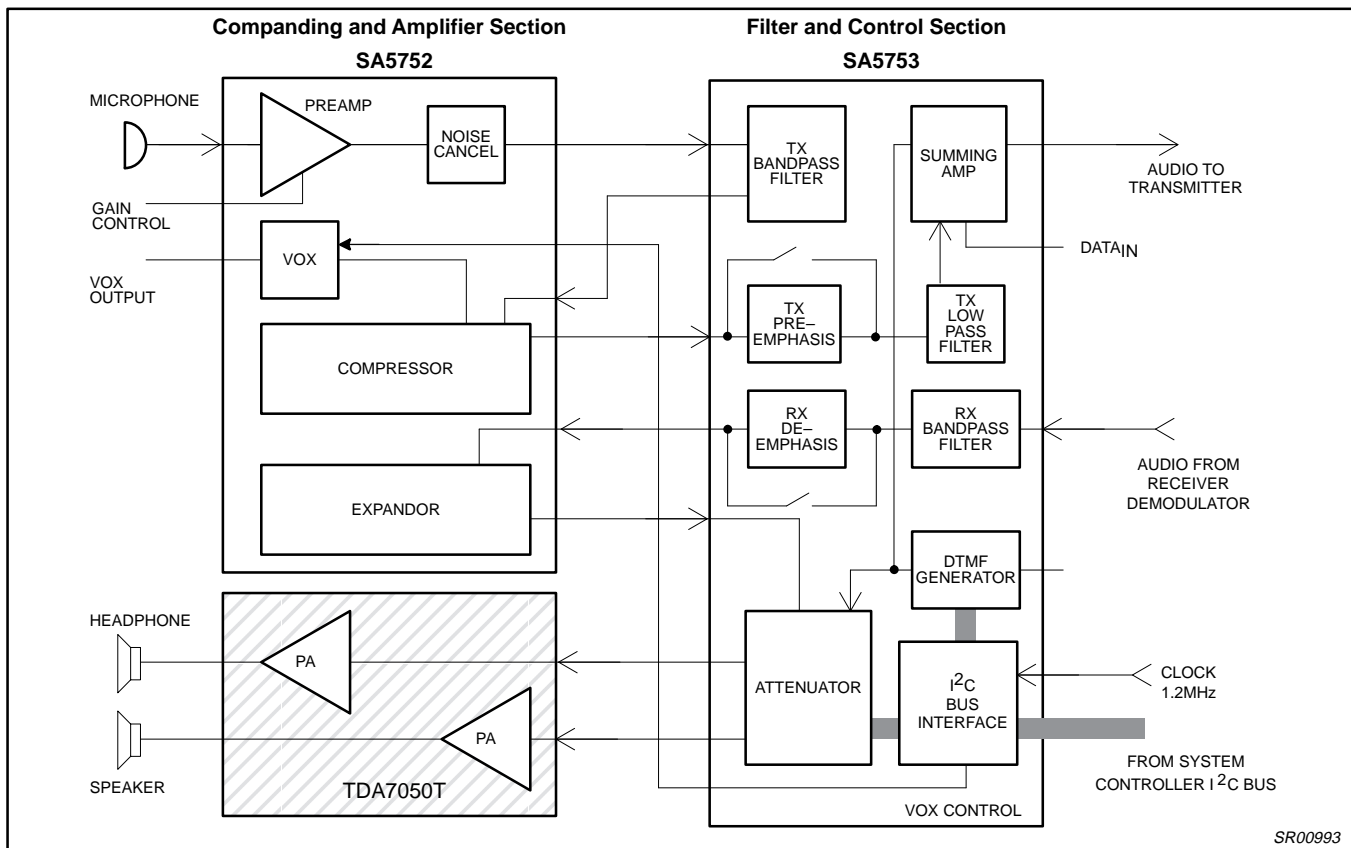 Companding and Amplifier Section
SA5752
Filter and Control Section
SA5753
MICROPHONE
PREAMP
NOISE
CANCEL
TX
BANDPASS
FILTER
SUMMING
AMP
AUDIO TO
TRANSMITTER
GAIN
CONTROL
VOX
VOX
OUTPUT
DATAIN
TX
PRE–
EMPHASIS
TX
LOW
PASS
FILTER
COMPRESSOR
RX
DE–
EMPHASIS
RX
BANDPASS
FILTER
AUDIO FROM
RECEIVER
DEMODULATOR
EXPANDOR
DTMF
GENERATOR
HEADPHONE
PA
ATTENUATOR
I2C
BUS
INTERFACE
CLOCK
1.2MHz
PA
SPEAKER
TDA7050T
FROM SYSTEM
CONTROLLER I2C BUS
VOX CONTROL
SR00993